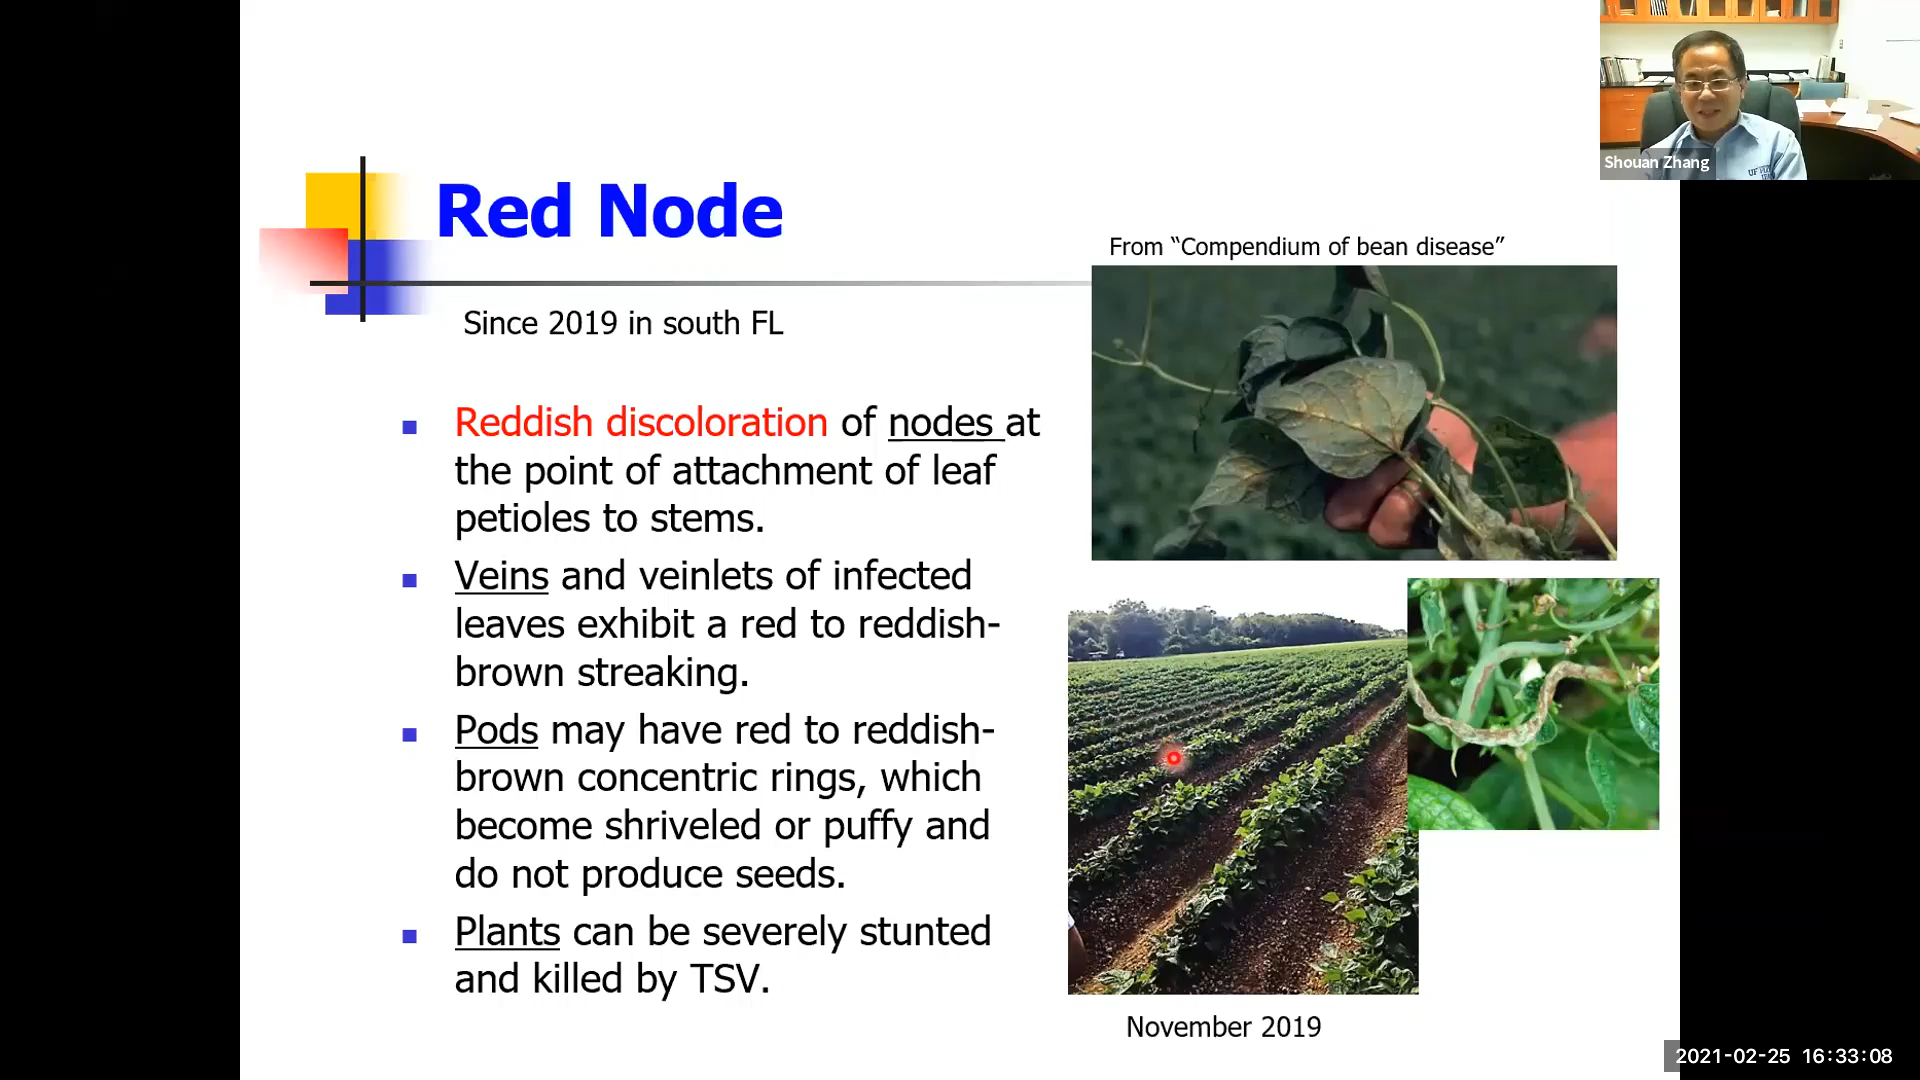 Shouan Zhang
Red Node
From “Compendium of bean disease”
Since 2019 in south FL
Reddish discoloration of nodes at
the point of attachment of leaf
petioles to stems.
Veins and veinlets of infected
leaves exhibit a red to reddish-
brown streaking.
Pods may have red to reddish-
brown concentric rings, which
become shriveled or puffy and
do not produce seeds.
Plants can be severely stunted
and killed by TSV.
November 2019
2021-02-25 16:33:08